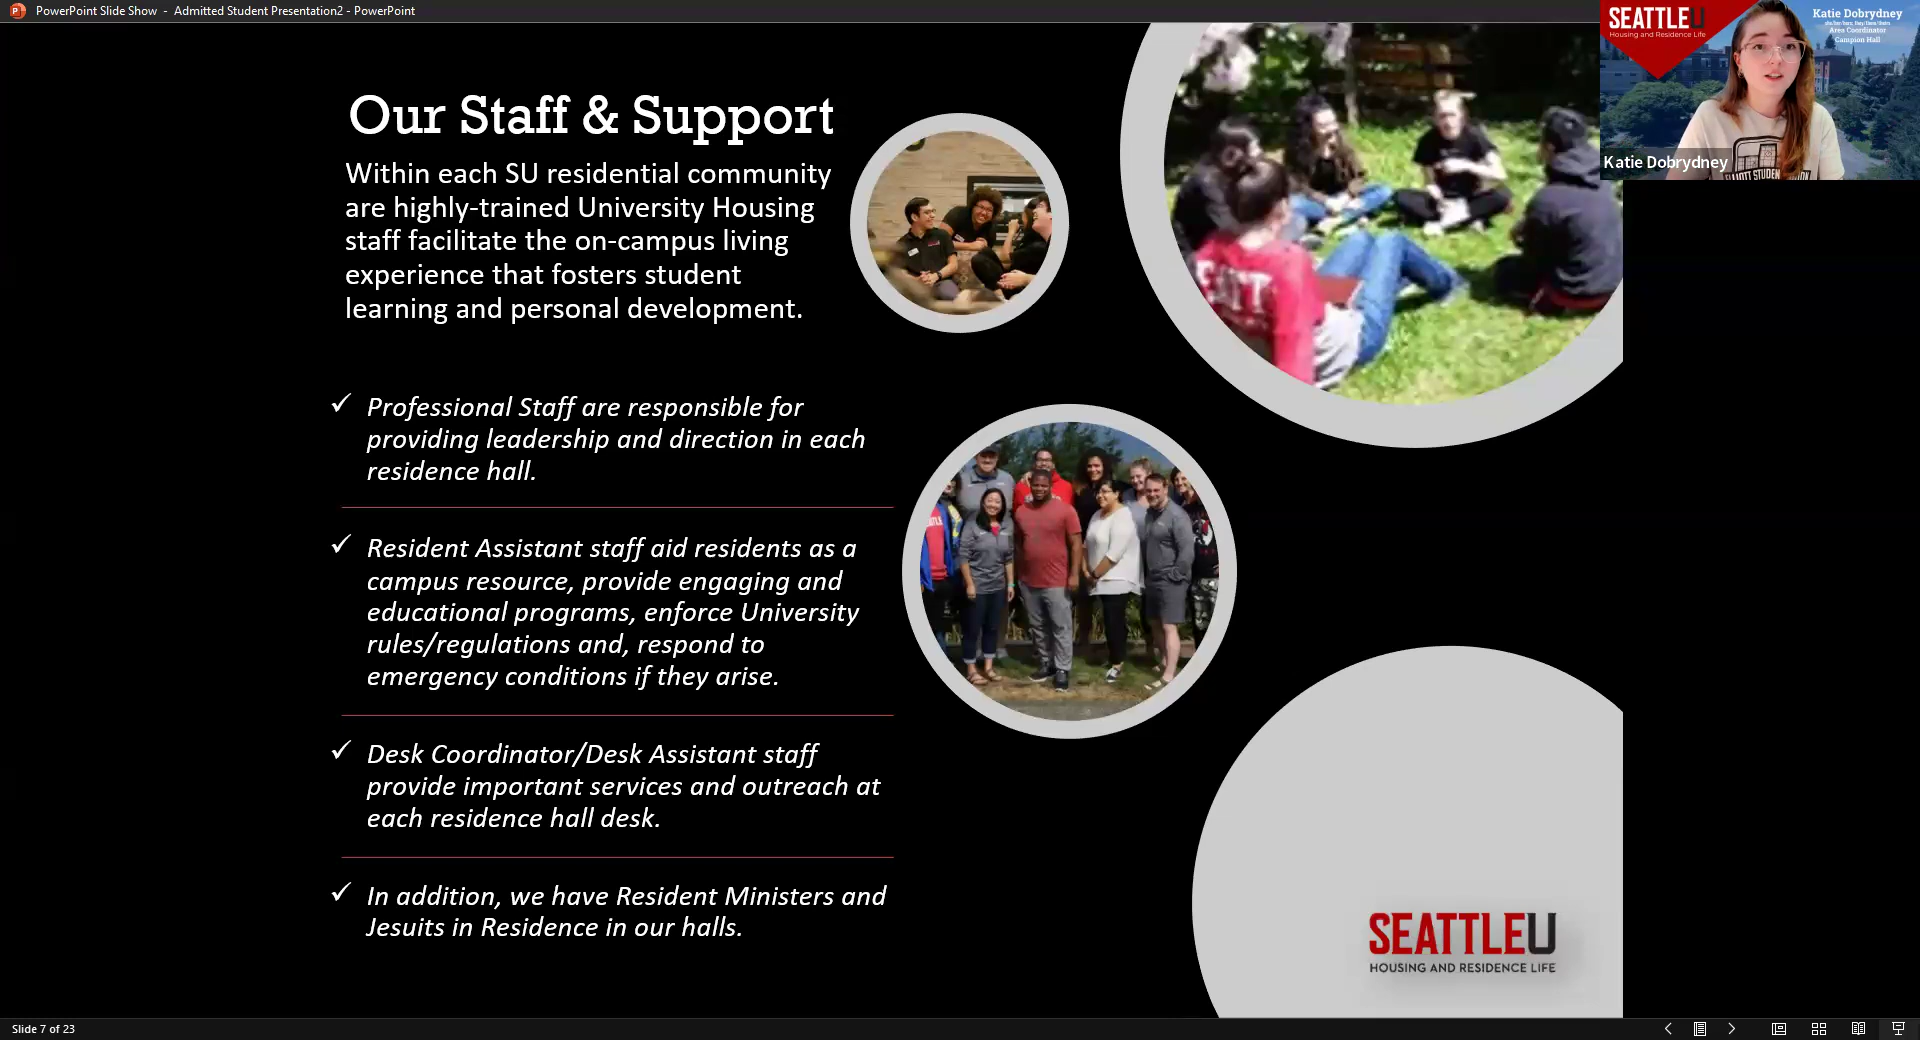 PowerPoint Slide Show - Admitted Student Presentation2 - PowerPoint
SEATTLEU
Housing and Residence Life
Katie Dobrydney
Area Coordinator
Campion Hall
Katie Dobrydney
Our Staff & Support
Within each SU residential community
are highly-trained University Housing
staff facilitate the on-campus living
experience that fosters student
learning and personal development.
✓ Professional Staff are responsible for
providing leadership and direction in each
residence hall.
✓ Resident Assistant staff aid residents as a
campus resource, provide engaging and
educational programs, enforce University
rules/regulations and, respond to
emergency conditions if they arise.
✓ Desk Coordinator/Desk Assistant staff
provide important services and outreach at
each residence hall desk.
✓ In addition, we have Resident Ministers and
Jesuits in Residence in our halls.
SEATTLEU
HOUSING AND RESIDENCE LIFE
Slide 7 of 23